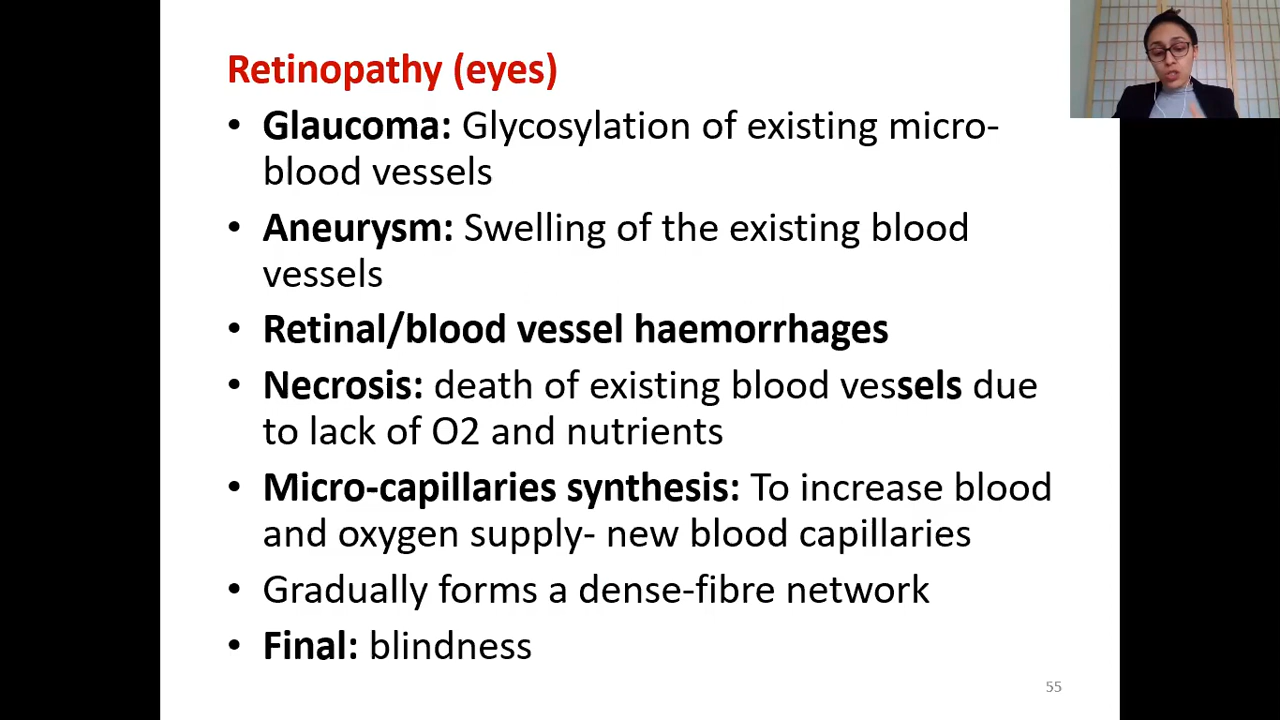 Retinopathy (eyes)
• Glaucoma: Glycosylation of existing micro-
blood vessels
• Aneurysm: Swelling of the existing blood
vessels
• Retinal/blood vessel haemorrhages
• Necrosis: death of existing blood vessels due
to lack of O2 and nutrients
• Micro-capillaries synthesis: To increase blood
and oxygen supply- new blood capillaries
• Gradually forms a dense-fibre network
• Final: blindness
55